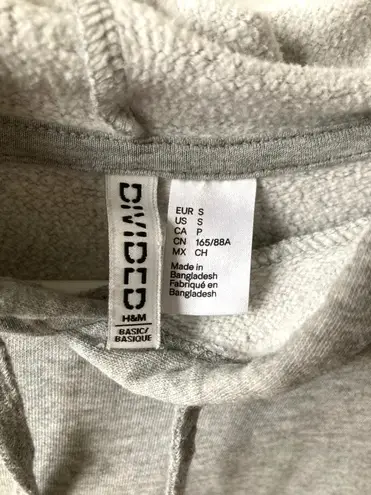 DIVIDED
H&M
BASIC/
BASIQUE
EUR S
US S
CA P
CN 165/88A
MX CH
Made in
Bangladesh
Fabriqué en
Bangladesh